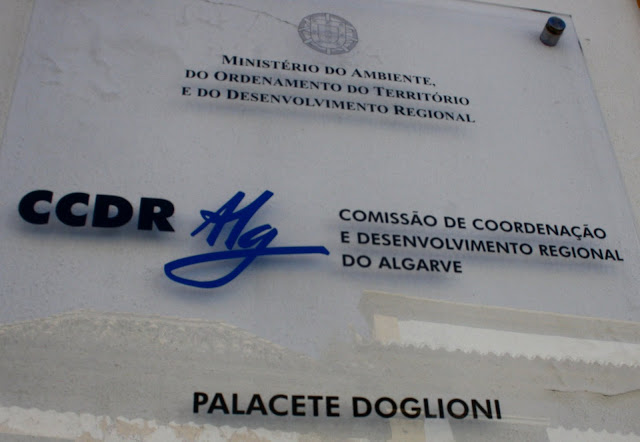 MINISTÉRIO DO AMBIENTE,
DO ORDENAMENTO DO TERRITÓRIO
E DO DESENVOLVIMENTO REGIONAL
CCDR Alg
COMISSÃO DE COORDENAÇÃO
E DESENVOLVIMENTO REGIONAL
DO ALGARVE
PALACETE DOGLIONI